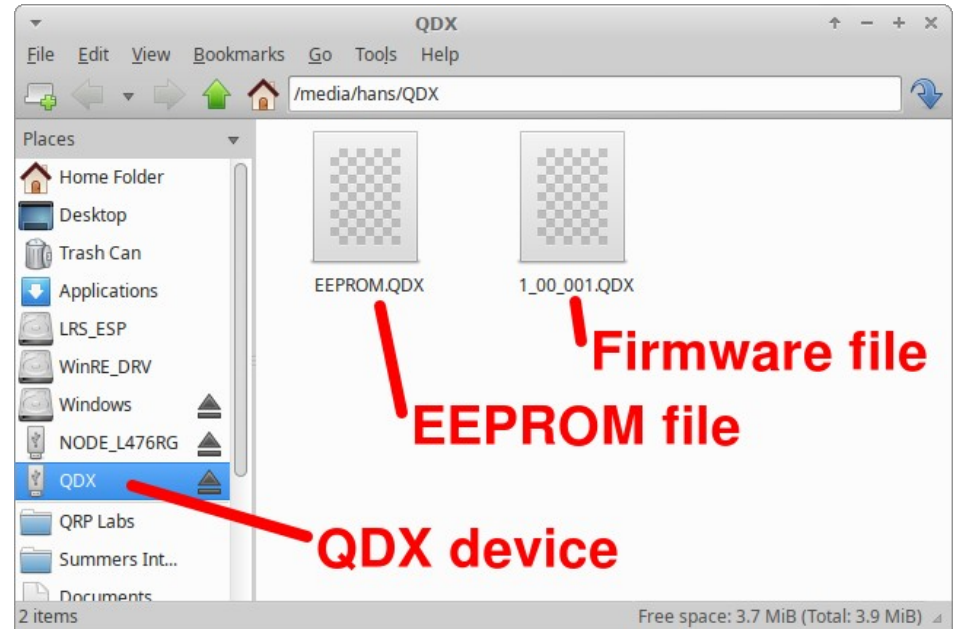 QDX
File Edit View Bookmarks Go Tools Help
/media/hans/QDX
Places
Home Folder
Desktop
Trash Can
Applications
LRS_ESP
WinRE_DRV
Windows
NODE_L476RG
QDX
QRP Labs
Summers Int...
Documents
EEPROM.QDX
1_00_001.QDX
Firmware file
EEPROM file
QDX device
2 items
Free space: 3.7 MiB (Total: 3.9 MiB)